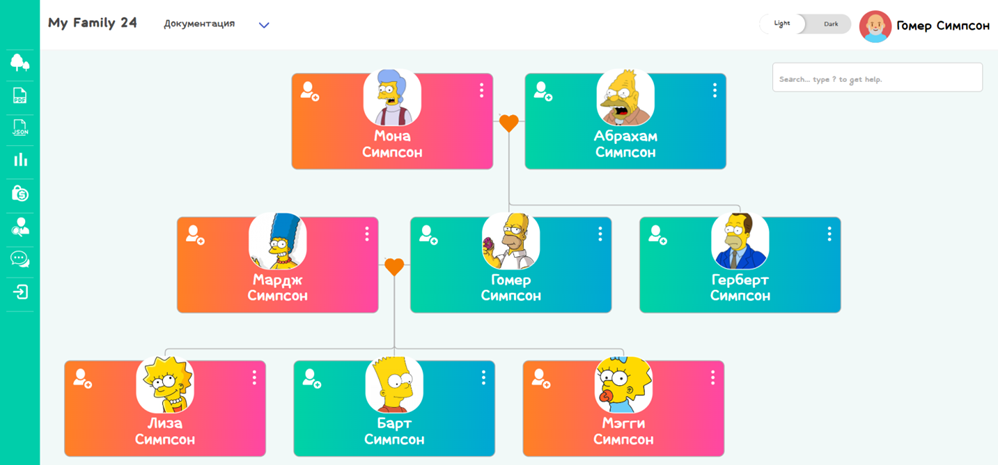 My Family 24
Документация
Light
Dark
Гомер Симпсон
PDF
JSON
Search... type ? to get help.
Мона
Симпсон
Абрахам
Симпсон
Мардж
Симпсон
Гомер
Симпсон
Герберт
Симпсон
Лиза
Симпсон
Барт
Симпсон
Мэгги
Симпсон